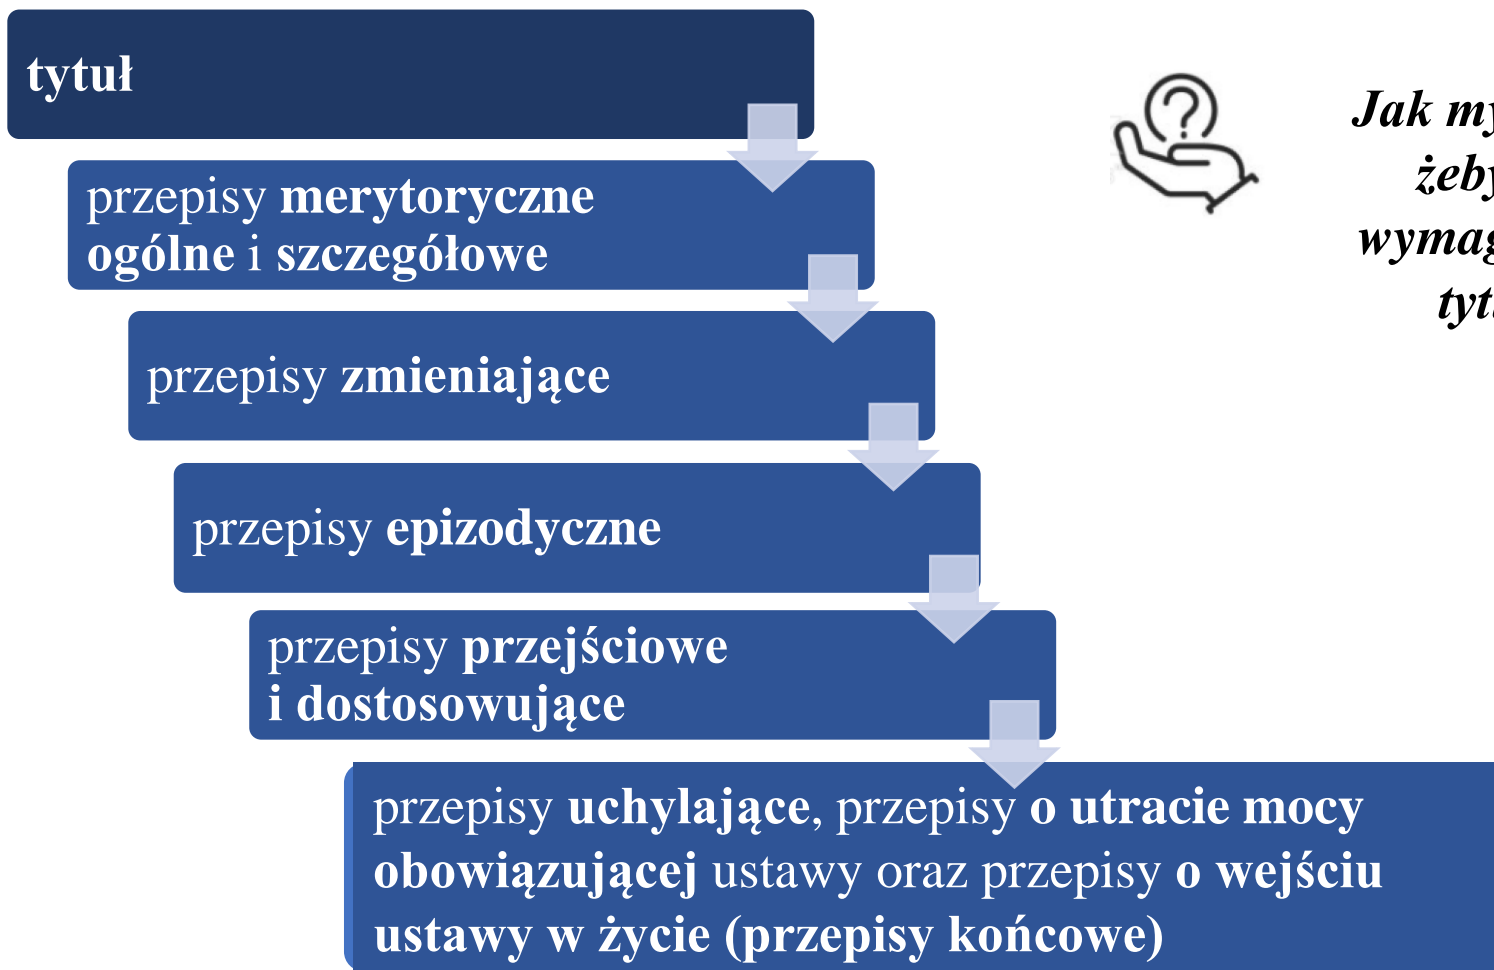 tytuł
przepisy merytoryczne
ogólne i szczegółowe
przepisy zmieniające
przepisy epizodyczne
przepisy przejściowe
i dostosowujące
przepisy uchylające, przepisy o utracie mocy
obowiązującej ustawy oraz przepisy o wejściu
ustawy w życie (przepisy końcowe)
?
Jak